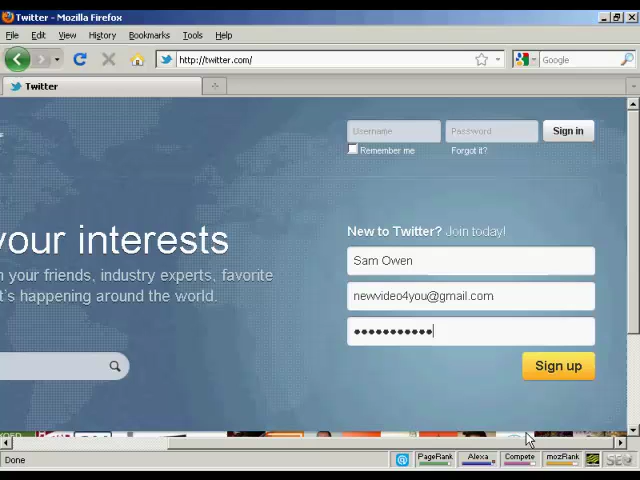 Twitter - Mozilla Firefox
File Edit View History Bookmarks Tools Help
http://twitter.com/
Google
Twitter
Username Password Sign in
Remember me Forgot it?
your interests
New to Twitter? Join today!
Sam Owen
your friends, industry experts, favorite
newvideo4you@gmail.com
t's happening around the world.
Sign up
Done
PageRank Alexa Compete mozRank SEO